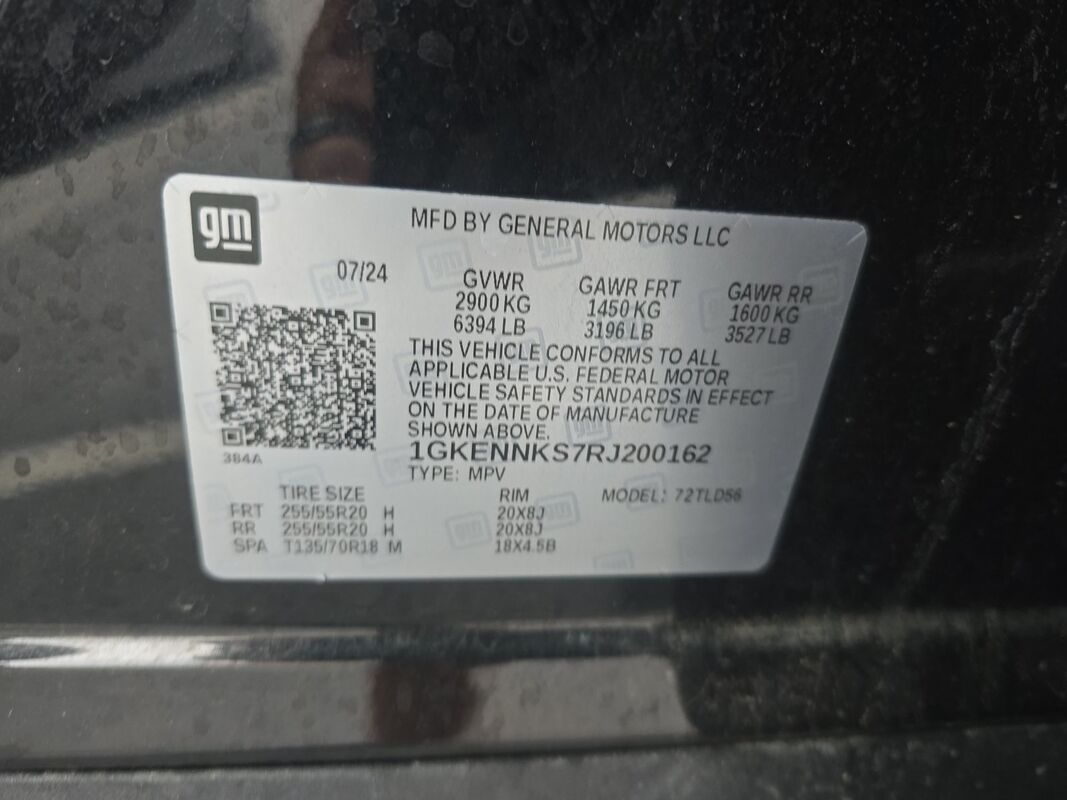 gm
MFD BY GENERAL MOTORS LLC
07/24
GVWR GAWR FRT GAWR RR
2900 KG 1450 KG 1600 KG
6394 LB 3196 LB 3527 LB
THIS VEHICLE CONFORMS TO ALL
APPLICABLE U.S. FEDERAL MOTOR
VEHICLE SAFETY STANDARDS IN EFFECT
ON THE DATE OF MANUFACTURE
SHOWN ABOVE.
384A
1GKENNKS7RJ200162
TYPE: MPV
TIRE SIZE RIM MODEL: 72TLD56
FRT 255/55R20 H 20X8J
RR 255/55R20 H 20X8J
SPA T135/70R18 M 18X4.5B